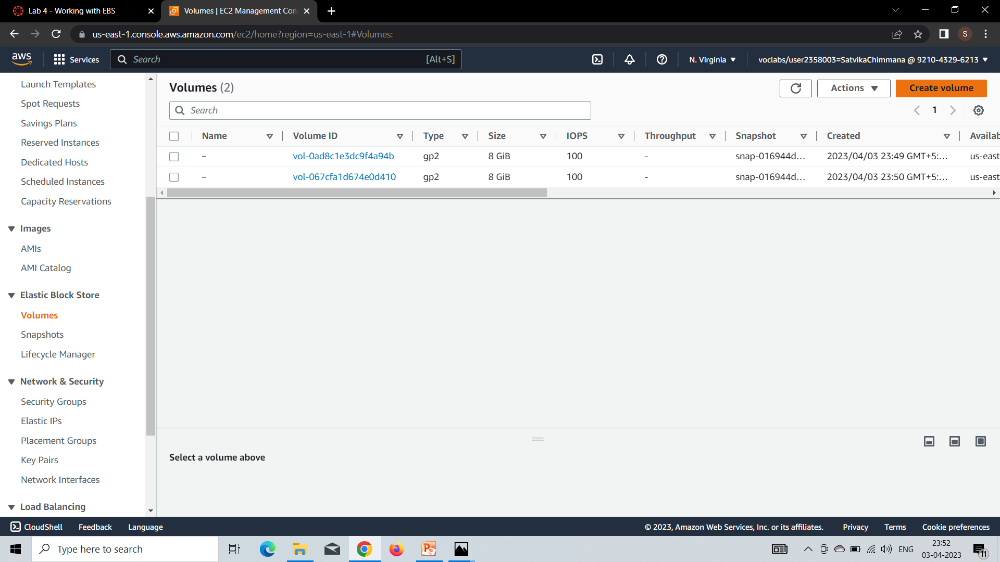 Lab 4 - Working with EBS
Volumes | EC2 Management Con
us-east-1.console.aws.amazon.com/ec2/home?region=us-east-1#Volumes:
S
aws
Services
Search
[Alt+S]
N. Virginia
voclabs/user2358003=SatvikaChimmana @ 9210-4329-6213
Launch Templates
Spot Requests
Savings Plans
Reserved Instances
Dedicated Hosts
Scheduled Instances
Capacity Reservations
Images
AMIs
AMI Catalog
Elastic Block Store
Volumes
Snapshots
Lifecycle Manager
Network & Security
Security Groups
Elastic IPs
Placement Groups
Key Pairs
Network Interfaces
Load Balancing
Volumes (2)
Actions
Create volume
Search
1
Name Volume ID Type Size IOPS Throughput Snapshot Created Availab
– vol-0ad8c1e3dc9f4a94b gp2 8 GiB 100 - snap-016944d... 2023/04/03 23:49 GMT+5:... us-east
– vol-067cfa1d674e0d410 gp2 8 GiB 100 - snap-016944d... 2023/04/03 23:50 GMT+5:... us-east
Select a volume above
CloudShell
Feedback
Language
© 2023, Amazon Web Services, Inc. or its affiliates.
Privacy
Terms
Cookie preferences
Type here to search
ENG
23:52
03-04-2023
11